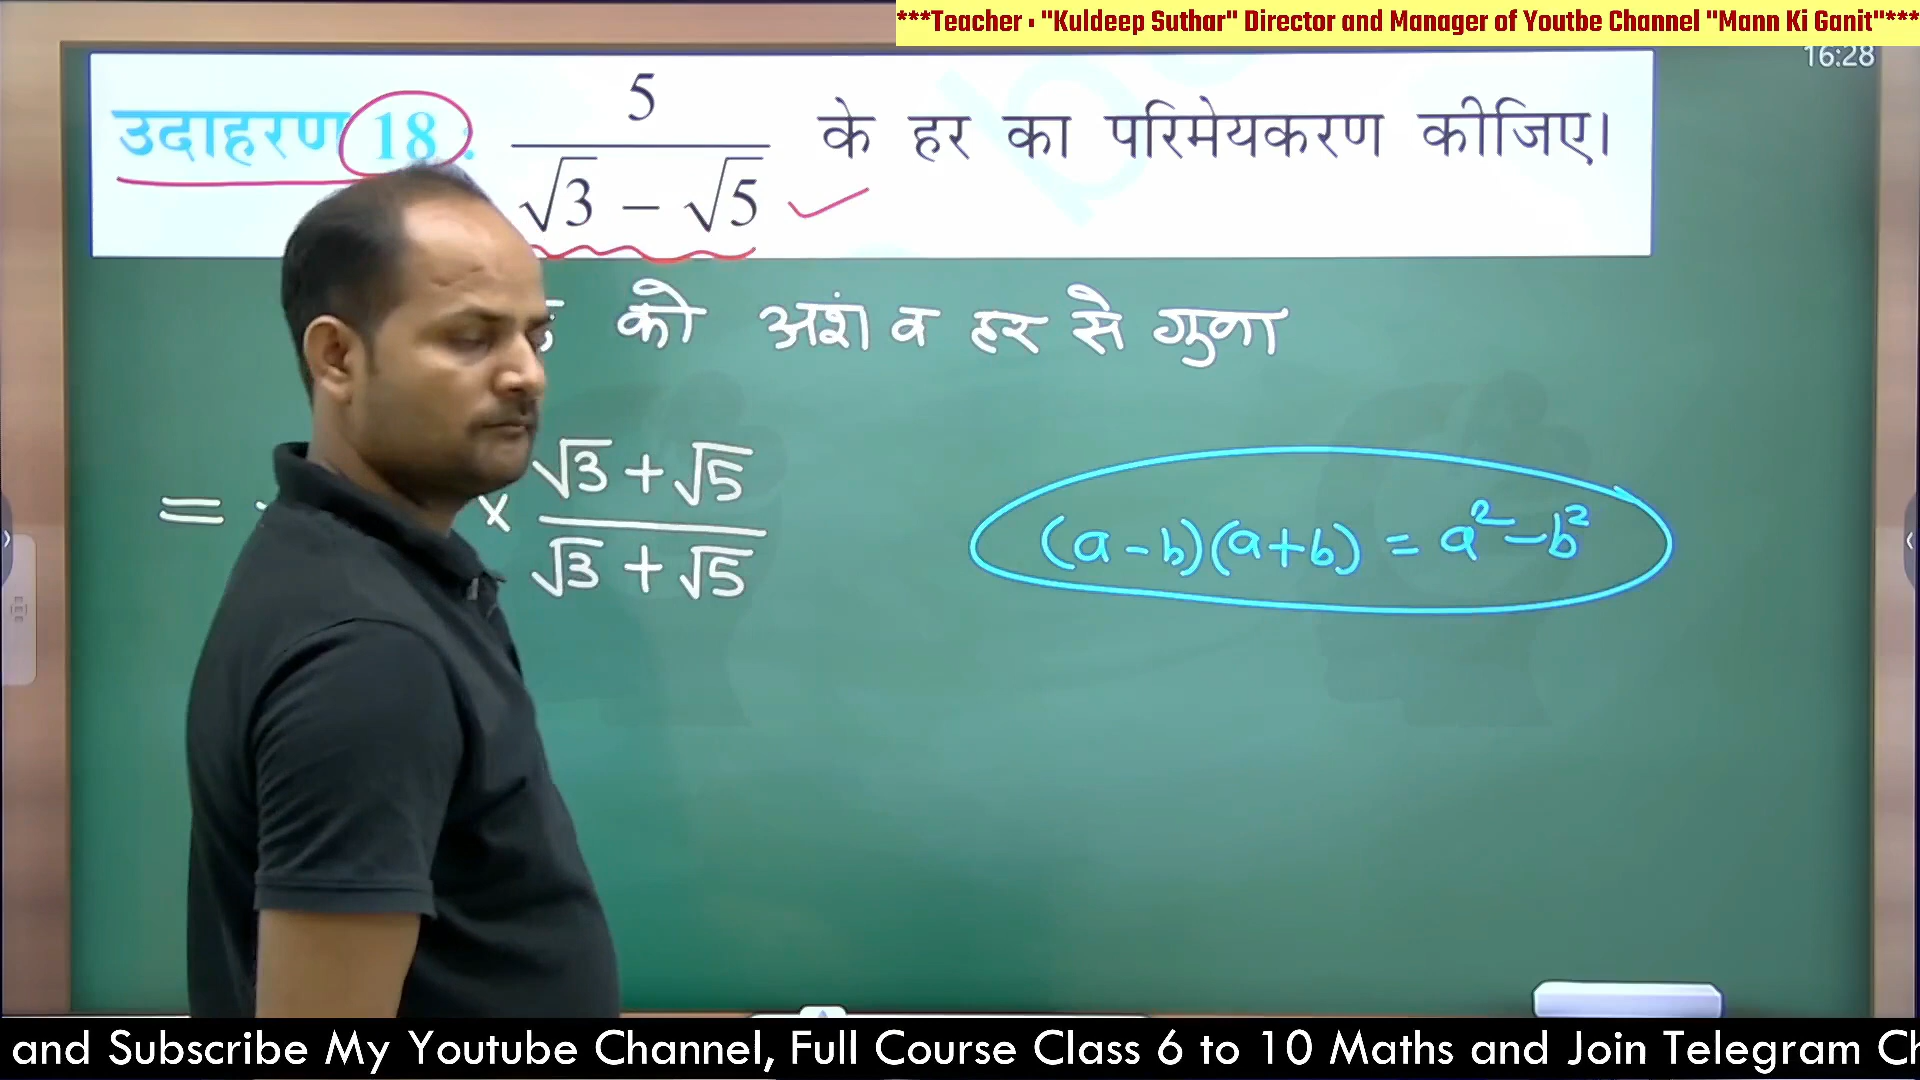 ***Teacher : "Kuldeep Suthar" Director and Manager of Youtbe Channel "Mann Ki Ganit"***
16:28
उदाहरण 18 : 5 / (√3 – √5) के हर का परिमेयकरण कीजिए।
को अशं व हर से गुना
= × (√3 + √5) / (√3 + √5)
(a - b)(a + b) = a² - b²
and Subscribe My Youtube Channel, Full Course Class 6 to 10 Maths and Join Telegram